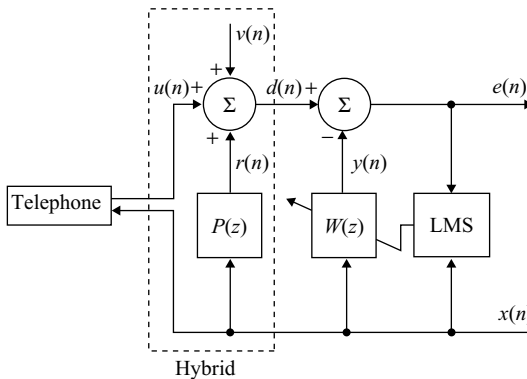 v(n)
+
u(n) +
Σ
d(n)
+
Σ
e(n)
+
r(n)
−
y(n)
Telephone
P(z)
W(z)
LMS
x(n
Hybrid